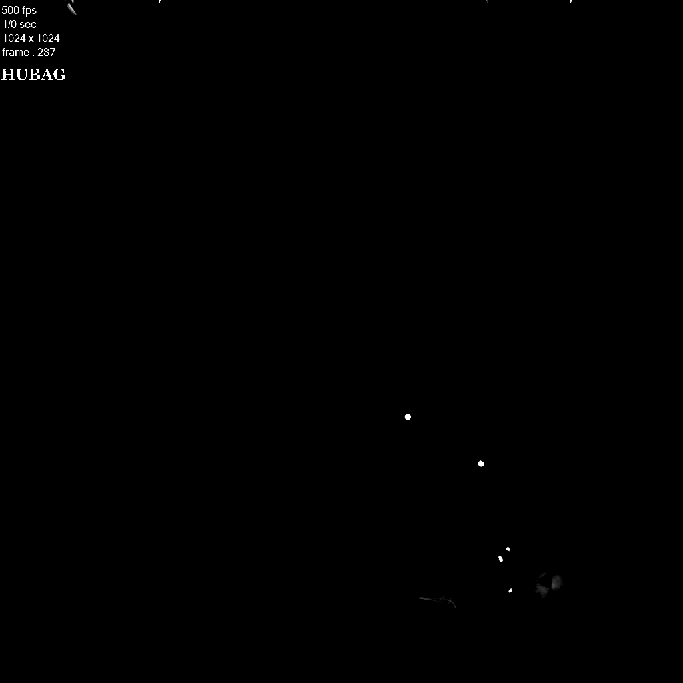 500 fps
1/0 sec
1024 x 1024
frame : 287
HUBAG